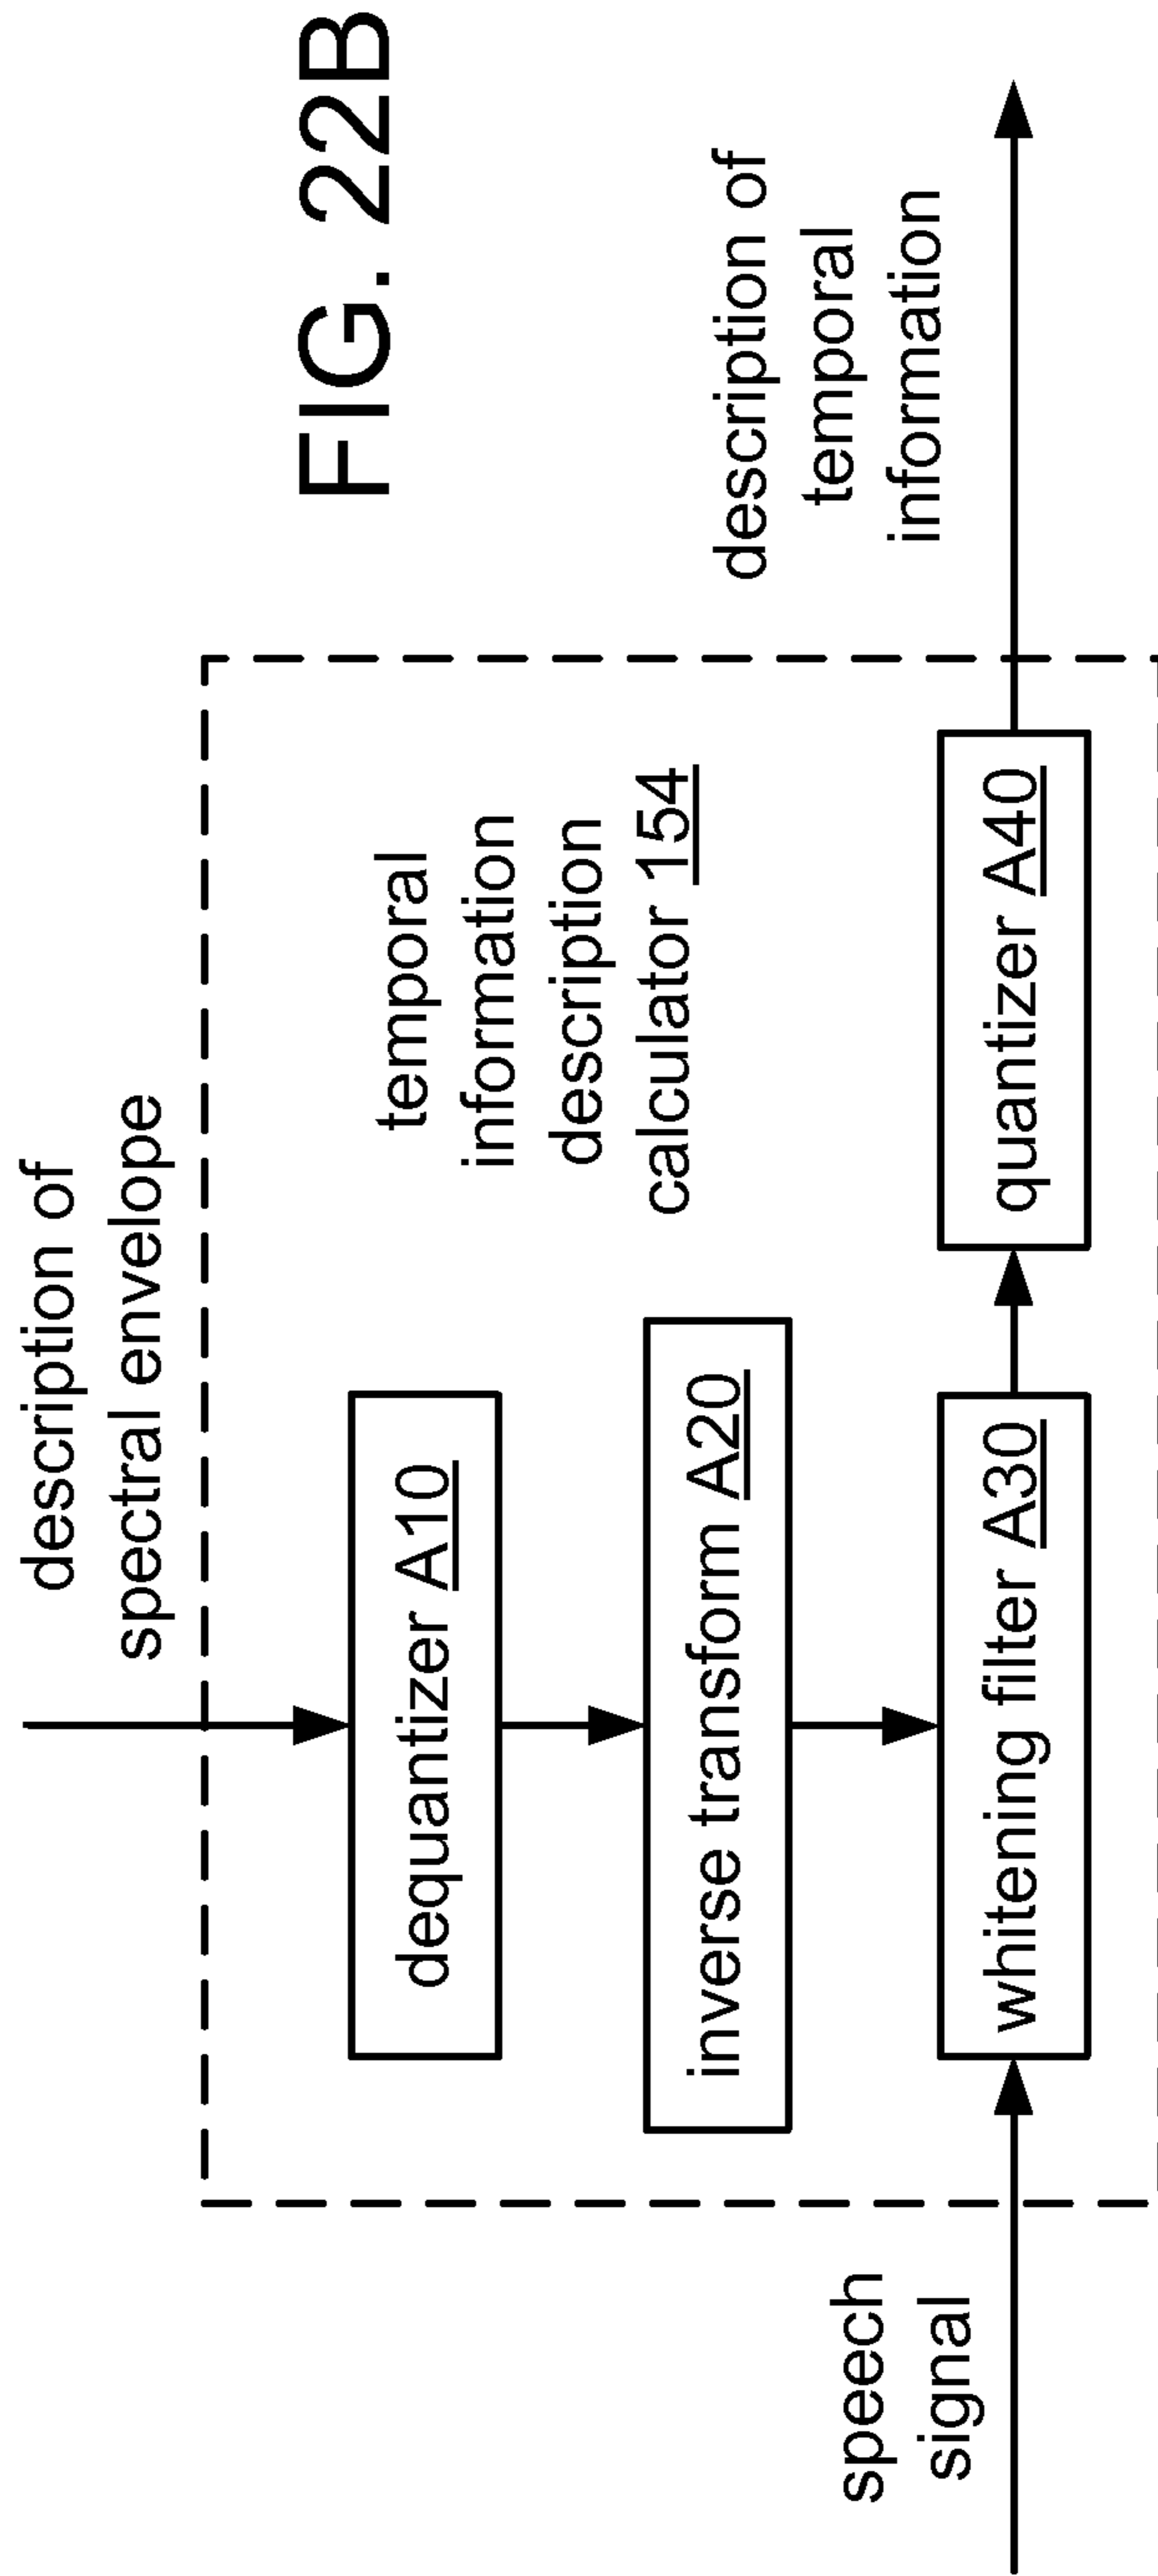 FIG. 22B
description of
spectral envelope
temporal
information
description
calculator 154
dequantizer A10
inverse transform A20
speech
signal
whitening filter A30
quantizer A40
description of
temporal
information